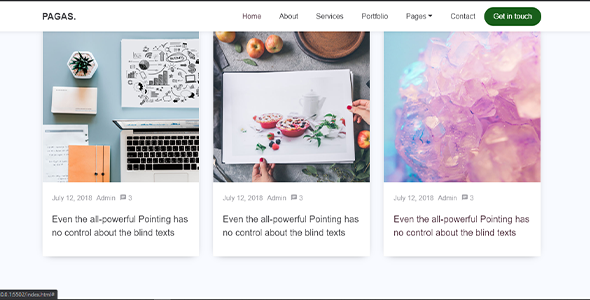 PAGAS.
Home About Services Portfolio Pages Contact Get in touch
July 12, 2018 Admin 3
Even the all-powerful Pointing has
no control about the blind texts
July 12, 2018 Admin 3
Even the all-powerful Pointing has
no control about the blind texts
July 12, 2018 Admin 3
Even the all-powerful Pointing has
no control about the blind texts